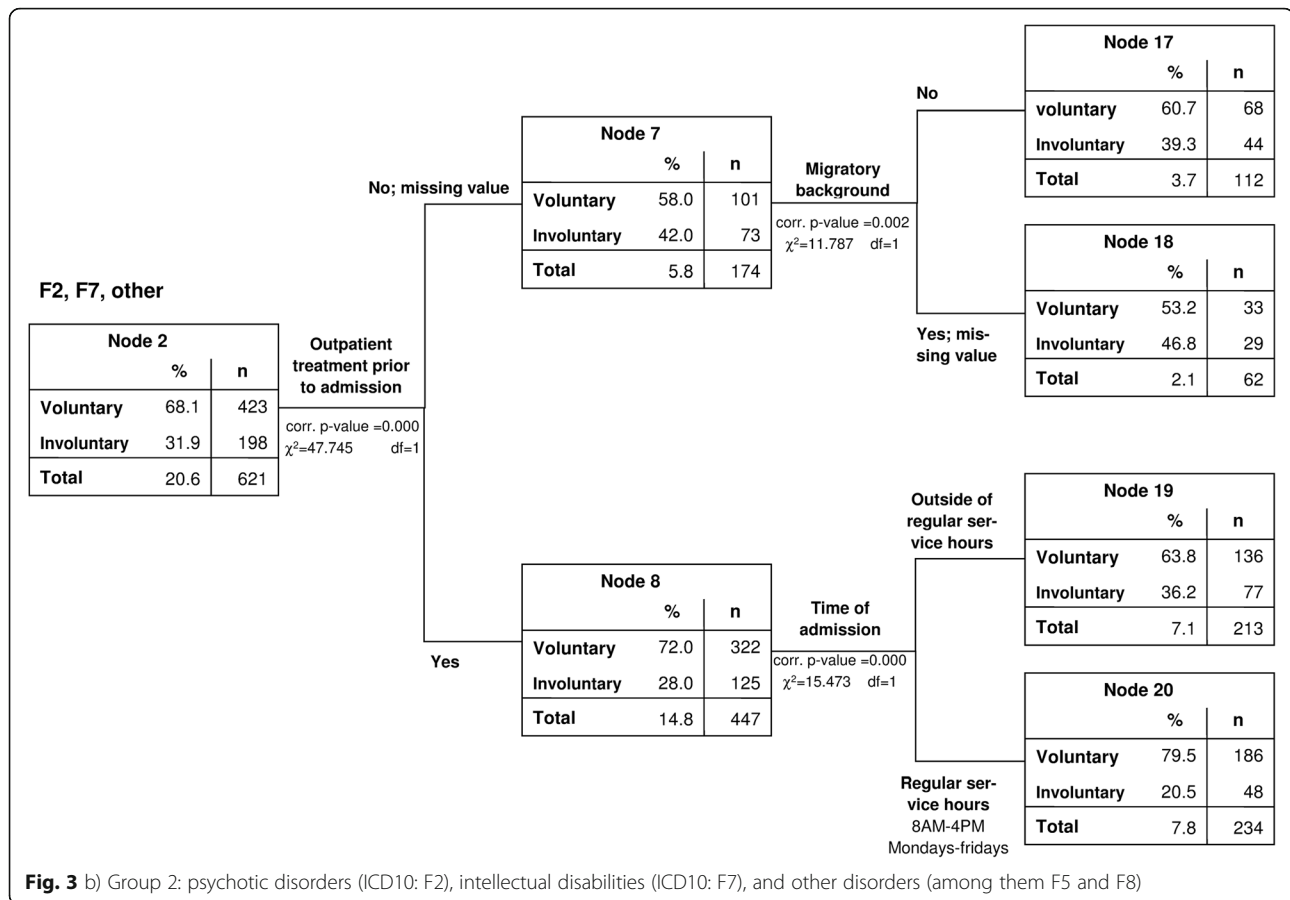 F2, F7, other
Node 2
% n
Voluntary 68.1 423
Involuntary 31.9 198
Total 20.6 621
Outpatient
treatment prior
to admission
corr. p-value =0.000
χ²=47.745 df=1
No; missing value
Node 7
% n
Voluntary 58.0 101
Involuntary 42.0 73
Total 5.8 174
Migratory
background
corr. p-value =0.002
χ²=11.787 df=1
No
Node 17
% n
voluntary 60.7 68
Involuntary 39.3 44
Total 3.7 112
Yes; mis-
sing value
Node 18
% n
Voluntary 53.2 33
Involuntary 46.8 29
Total 2.1 62
Yes
Node 8
% n
Voluntary 72.0 322
Involuntary 28.0 125
Total 14.8 447
Time of
admission
corr. p-value =0.000
χ²=15.473 df=1
Outside of
regular ser-
vice hours
Node 19
% n
Voluntary 63.8 136
Involuntary 36.2 77
Total 7.1 213
Regular ser-
vice hours
8AM-4PM
Mondays-fridays
Node 20
% n
Voluntary 79.5 186
Involuntary 20.5 48
Total 7.8 234
Fig. 3 b) Group 2: psychotic disorders (ICD10: F2), intellectual disabilities (ICD10: F7), and other disorders (among them F5 and F8)